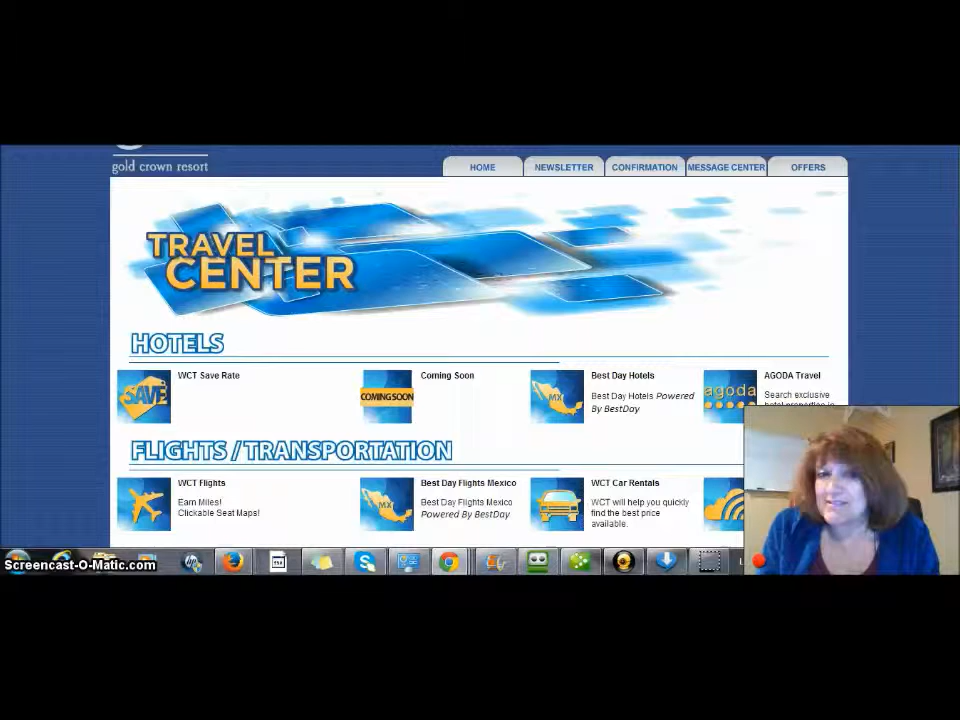 gold crown resort
HOME
NEWSLETTER
CONFIRMATION
MESSAGE CENTER
OFFERS
TRAVEL
CENTER
HOTELS
SAVE
WCT Save Rate
COMING SOON
Coming Soon
MX
Best Day Hotels
Best Day Hotels Powered
By BestDay
agoda
AGODA Travel
Search exclusive
FLIGHTS / TRANSPORTATION
WCT Flights
Earn Miles!
Clickable Seat Maps!
MX
Best Day Flights Mexico
Best Day Flights Mexico
Powered By BestDay
WCT Car Rentals
WCT will help you quickly
find the best price
available.
Screencast-O-Matic.com